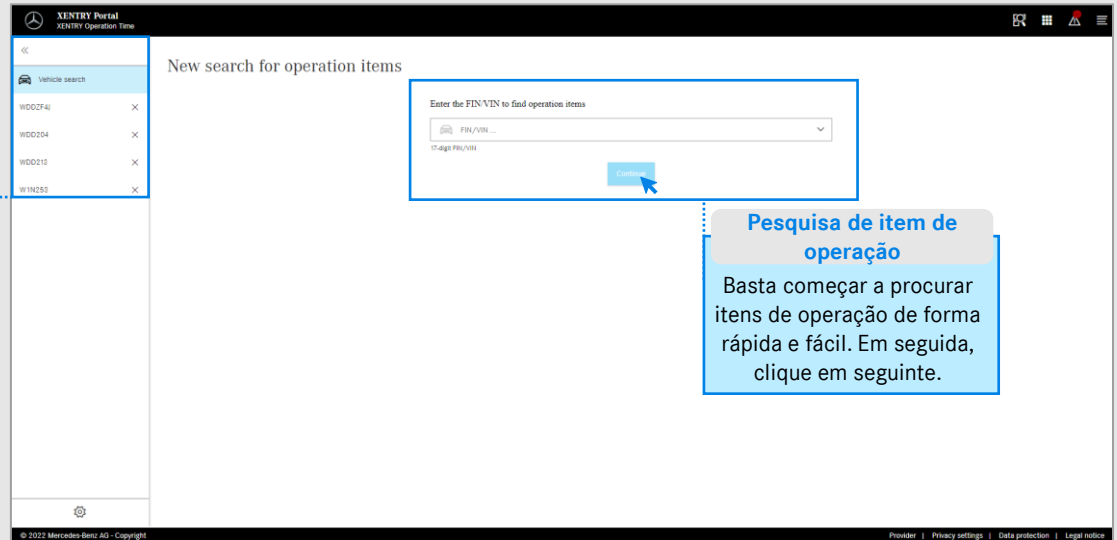 XENTRY Portal
XENTRY Operation Time
Vehicle search
WDDZF4J
WDD204
WDD213
W1N253
New search for operation items
Enter the FIN/VIN to find operation items
FIN/VIN ...
17-digit FIN/VIN
Continue
Pesquisa de item de
operação
Basta começar a procurar
itens de operação de forma
rápida e fácil. Em seguida,
clique em seguinte.
© 2022 Mercedes-Benz AG - Copyright
Provider | Privacy settings | Data protection | Legal notice